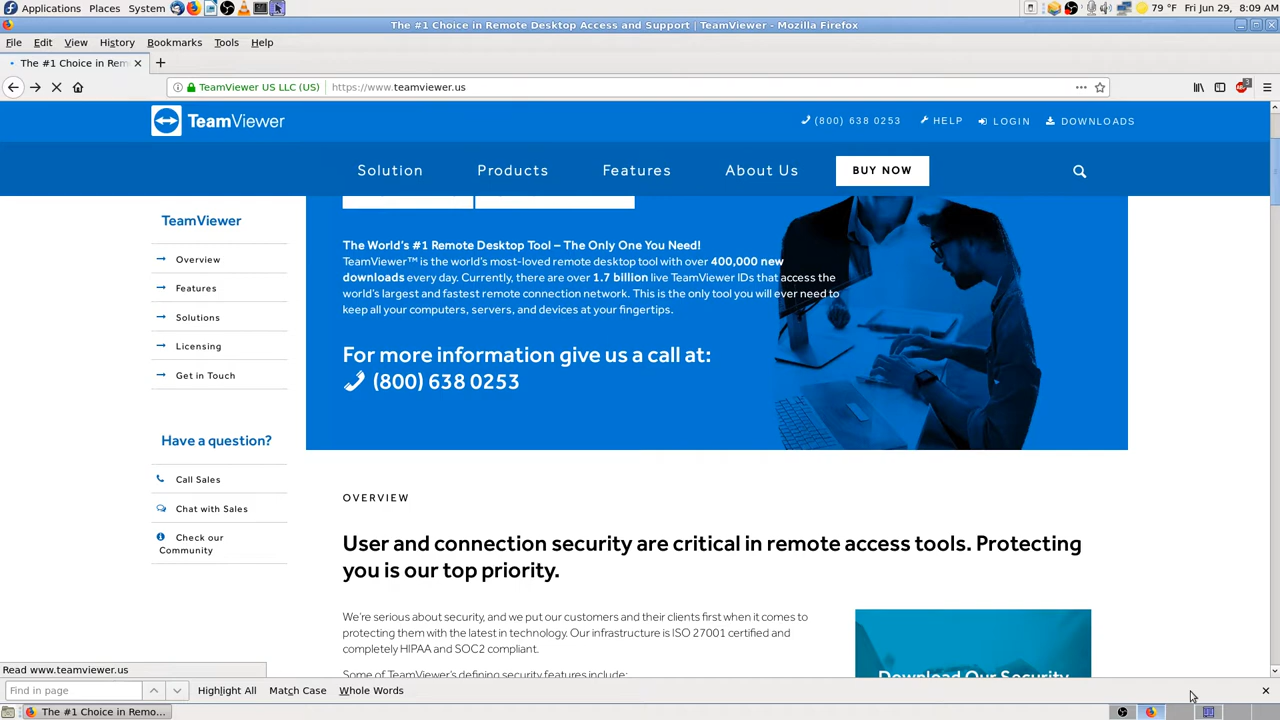 Applications Places System 79 °F Fri Jun 29, 8:09 AM
The #1 Choice in Remote Desktop Access and Support | TeamViewer - Mozilla Firefox
File Edit View History Bookmarks Tools Help
The #1 Choice in Rem
TeamViewer US LLC (US) https://www.teamviewer.us 3
TeamViewer (800) 638 0253 HELP LOGIN DOWNLOADS
Solution Products Features About Us BUY NOW
TeamViewer
Overview
Features
Solutions
Licensing
Get in Touch
Have a question?
Call Sales
Chat with Sales
Check our
Community
The World's #1 Remote Desktop Tool – The Only One You Need!
TeamViewer™ is the world's most-loved remote desktop tool with over 400,000 new
downloads every day. Currently, there are over 1.7 billion live TeamViewer IDs that access the
world's largest and fastest remote connection network. This is the only tool you will ever need to
keep all your computers, servers, and devices at your fingertips.
For more information give us a call at:
(800) 638 0253
OVERVIEW
User and connection security are critical in remote access tools. Protecting
you is our top priority.
We're serious about security, and we put our customers and their clients first when it comes to
protecting them with the latest in technology. Our infrastructure is ISO 27001 certified and
completely HIPAA and SOC2 compliant.
Some of TeamViewer's defining security features include:
Download Our Security
Read www.teamviewer.us
Find in page Highlight All Match Case Whole Words
The #1 Choice in Remo...